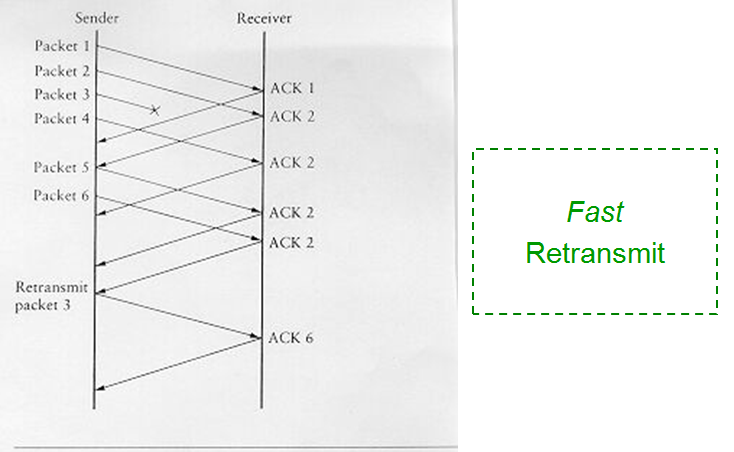 Sender Receiver
Packet 1
Packet 2
ACK 1
Packet 3
Packet 4
ACK 2
Packet 5
ACK 2
Packet 6
ACK 2
ACK 2
Retransmit
packet 3
ACK 6
Fast
Retransmit